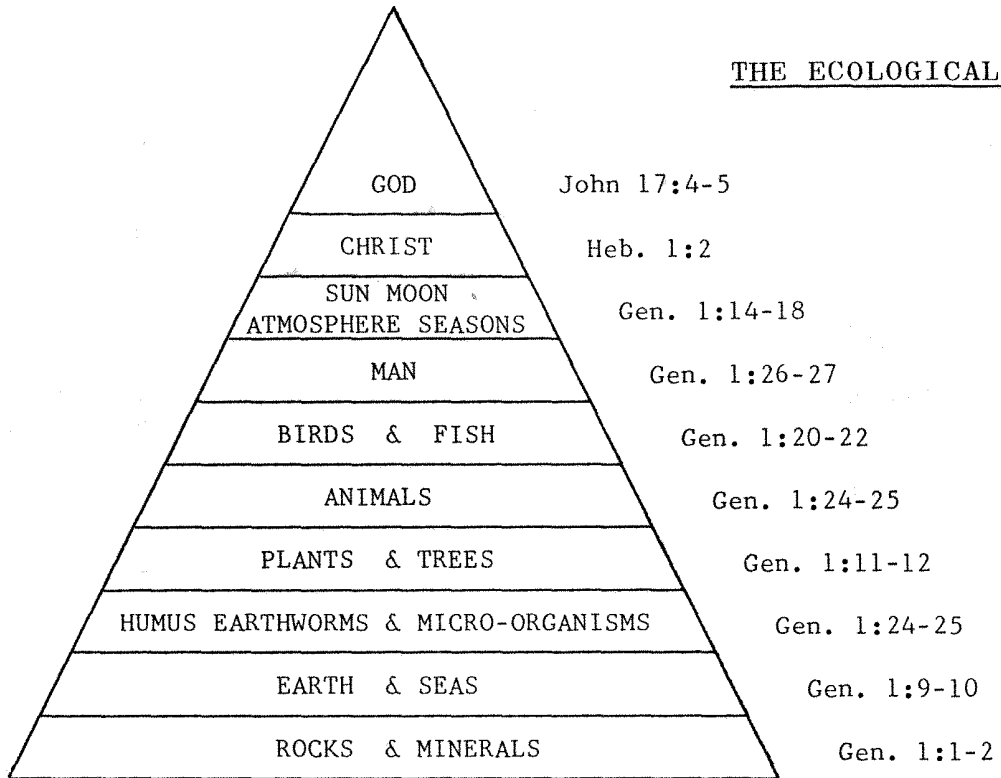 THE ECOLOGICAL
GOD John 17:4-5
CHRIST Heb. 1:2
SUN MOON
ATMOSPHERE SEASONS Gen. 1:14-18
MAN Gen. 1:26-27
BIRDS & FISH Gen. 1:20-22
ANIMALS Gen. 1:24-25
PLANTS & TREES Gen. 1:11-12
HUMUS EARTHWORMS & MICRO-ORGANISMS Gen. 1:24-25
EARTH & SEAS Gen. 1:9-10
ROCKS & MINERALS Gen. 1:1-2